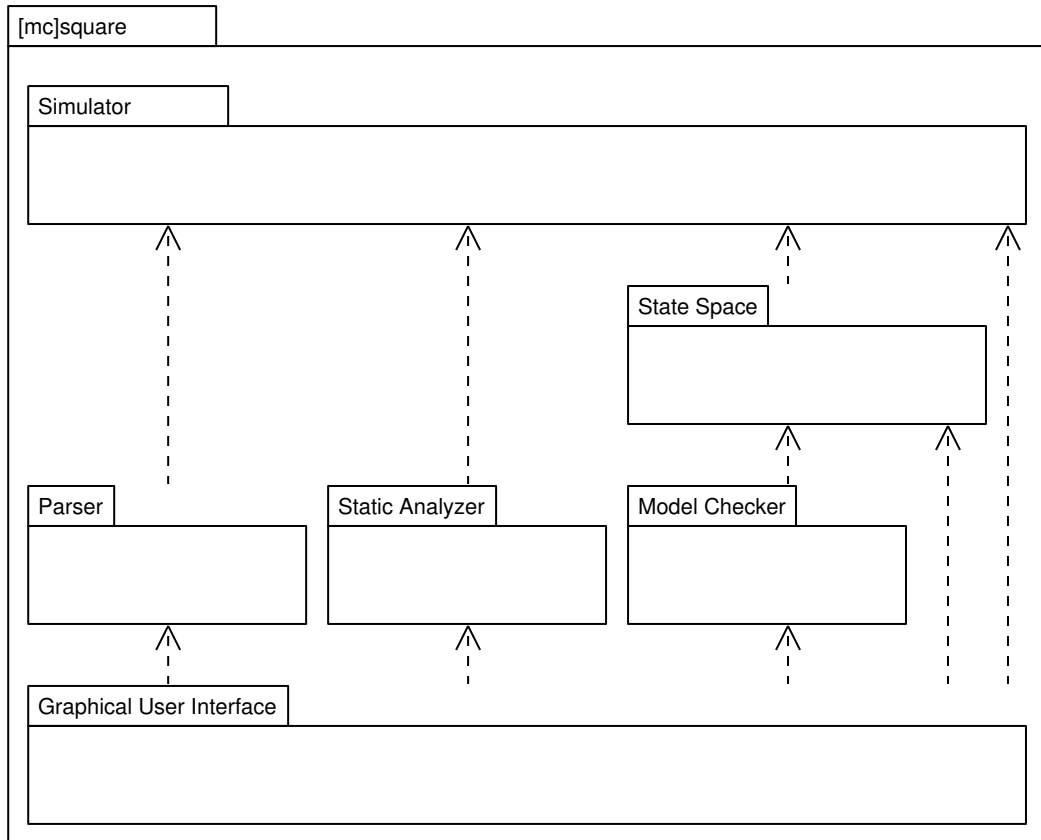 [mc]square
Simulator
State Space
Parser
Static Analyzer
Model Checker
Graphical User Interface